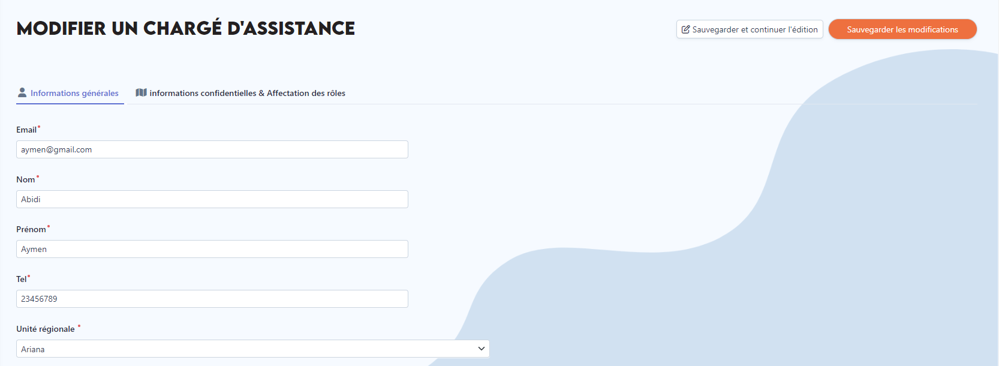 MODIFIER UN CHARGÉ D'ASSISTANCE
Sauvegarder et continuer l'édition
Sauvegarder les modifications
Informations générales
informations confidentielles & Affectation des rôles
Email*
aymen@gmail.com
Nom*
Abidi
Prénom*
Aymen
Tel*
23456789
Unité régionale *
Ariana